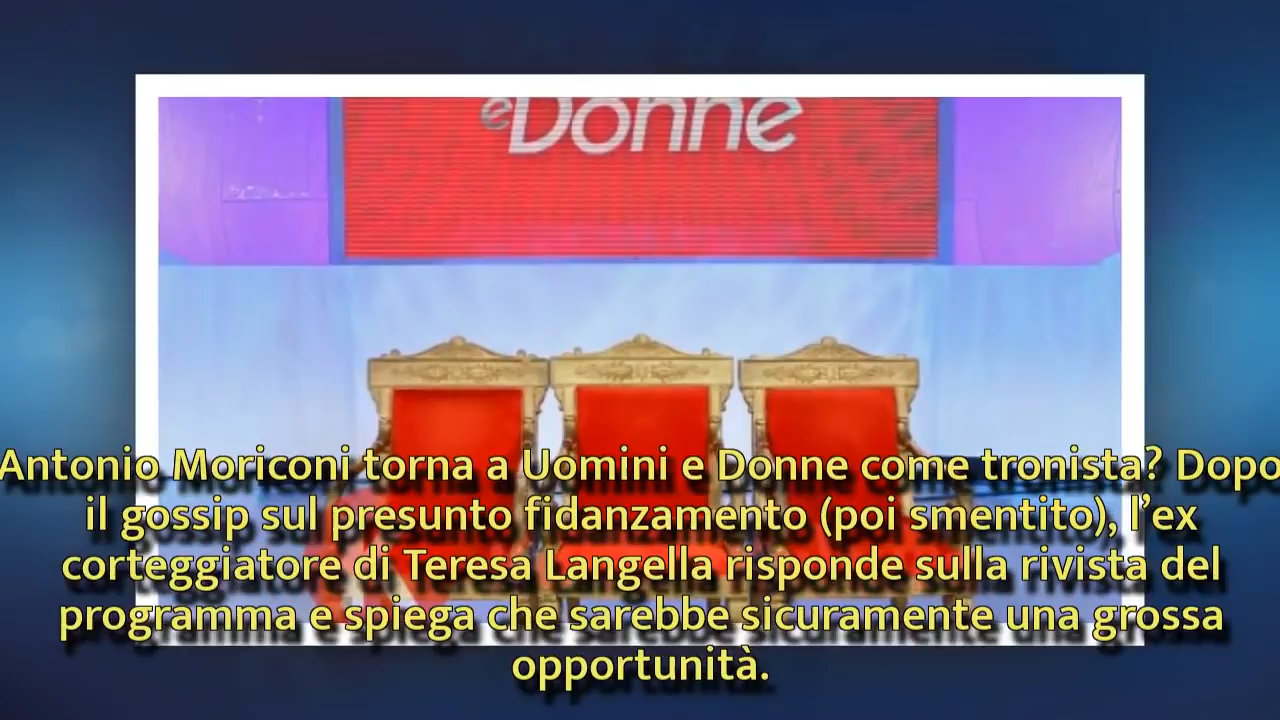 eDonne
Antonio Moriconi torna a Uomini e Donne come tronista? Dopo
il gossip sul presunto fidanzamento (poi smentito), l’ex
corteggiatore di Teresa Langella risponde sulla rivista del
programma e spiega che sarebbe sicuramente una grossa
opportunità.